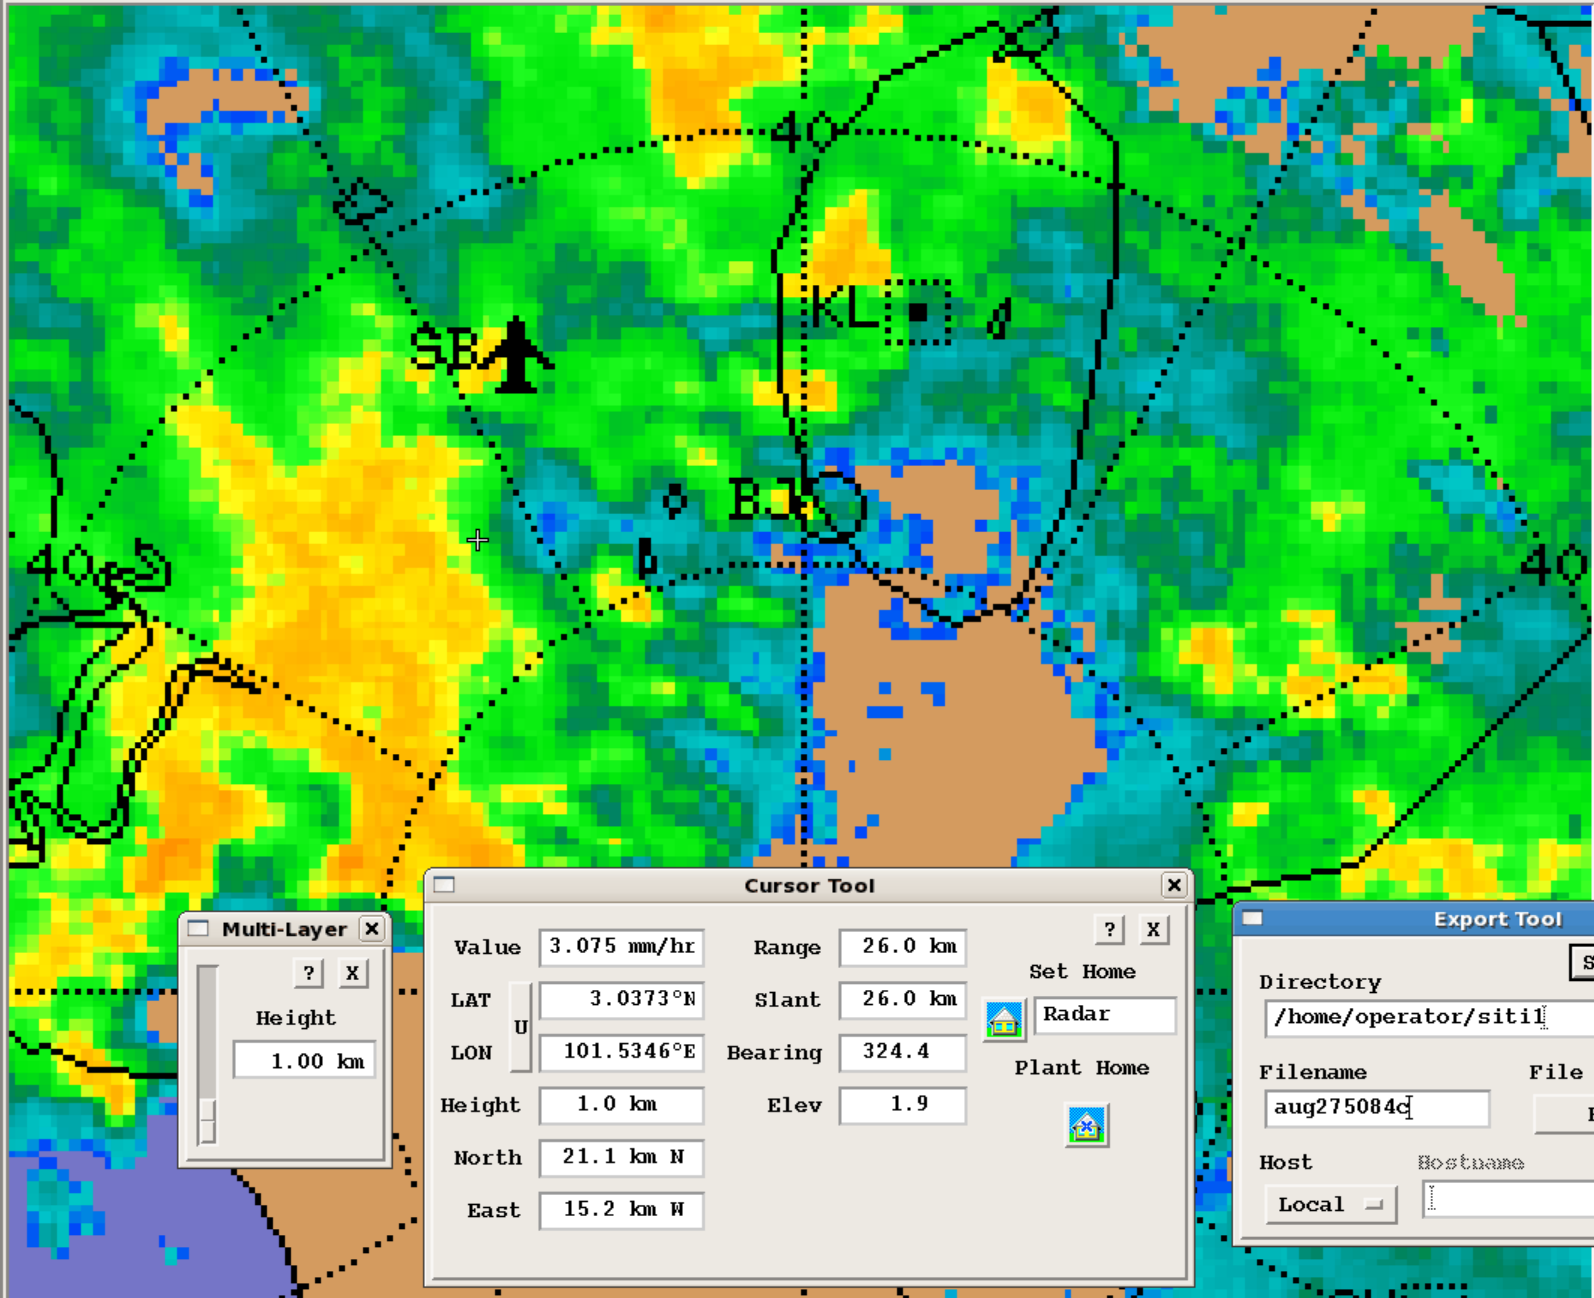 40
SB
KL
BJ
40
40
Cursor Tool
Value 3.075 mm/hr
LAT 3.0373°N
U
LON 101.5346°E
Height 1.0 km
North 21.1 km N
East 15.2 km W
Range 26.0 km
Slant 26.0 km
Bearing 324.4
Elev 1.9
? X
Set Home
Radar
Plant Home
Multi-Layer
? X
Height
1.00 km
Export Tool
S
Directory
/home/operator/siti1
Filename
File
aug275084c
Host
Hostname
Local